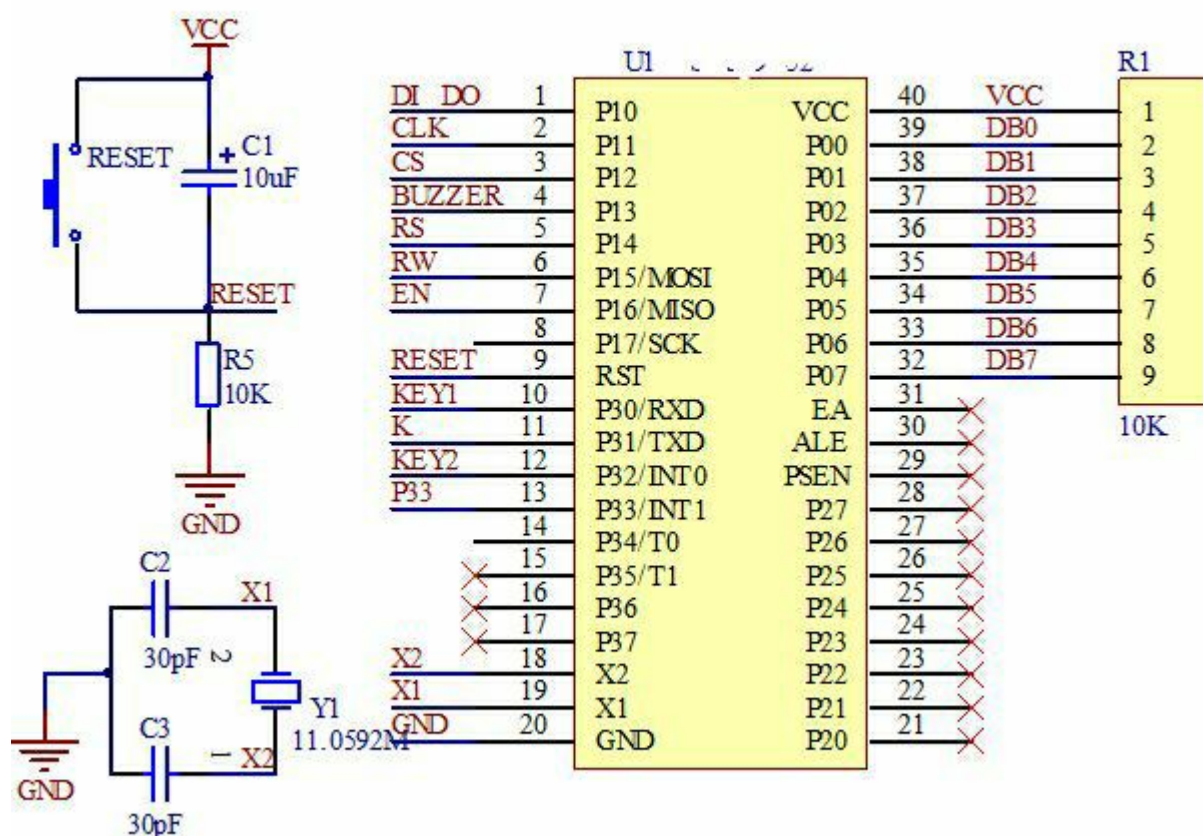 VCC
RESET
C1
+
10uF
RESET
R5
10K
GND
C2
X1
30pF
2
Y1
11.0592M
C3
1
X2
GND
30pF
U1
DI DO 1 P10
CLK 2 P11
CS 3 P12
BUZZER 4 P13
RS 5 P14
RW 6 P15/MOSI
EN 7 P16/MISO
8 P17/SCK
RESET 9 RST
KEY1 10 P30/RXD
K 11 P31/TXD
KEY2 12 P32/INT0
P33 13 P33/INT1
14 P34/T0
15 P35/T1
16 P36
17 P37
X2 18 X2
X1 19 X1
GND 20 GND
VCC 40 VCC 1
P00 39 DB0 2
P01 38 DB1 3
P02 37 DB2 4
P03 36 DB3 5
P04 35 DB4 6
P05 34 DB5 7
P06 33 DB6 8
P07 32 DB7 9
EA 31
ALE 30
PSEN 29
P27 28
P26 27
P25 26
P24 25
P23 24
P22 23
P21 22
P20 21
R1
10K